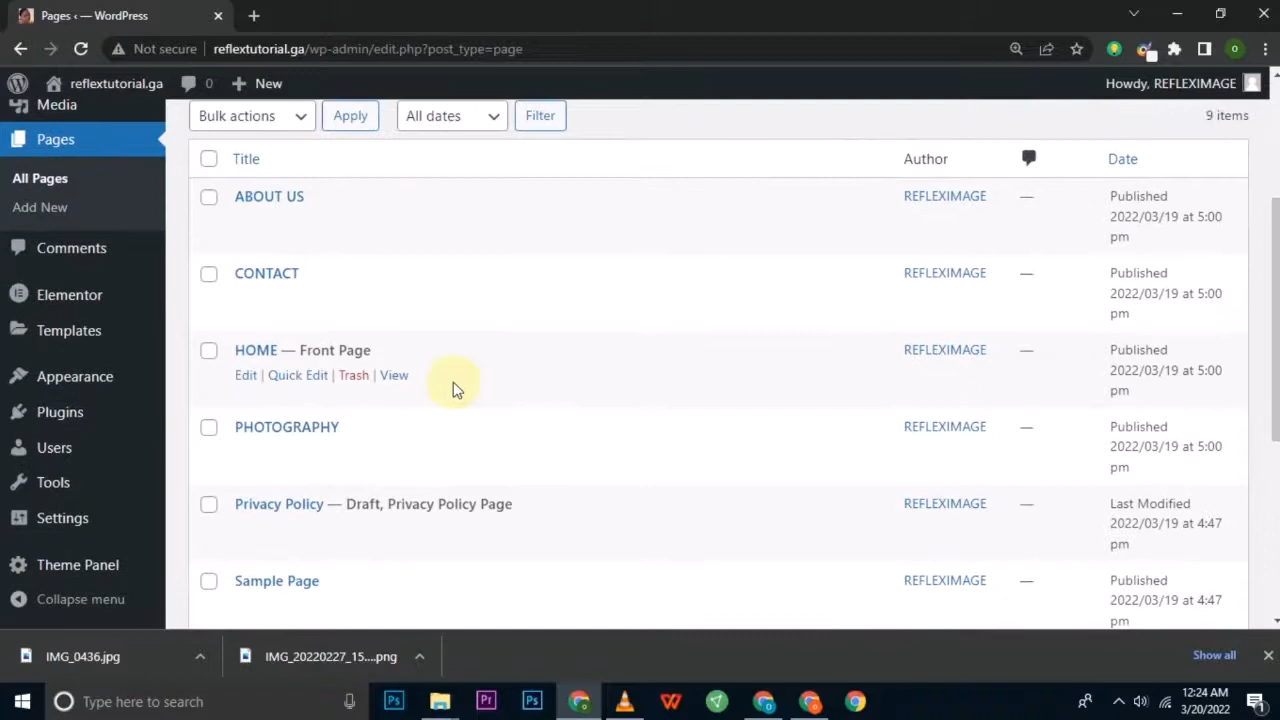 Pages ‹ — WordPress
Not secure reflextutorial.ga/wp-admin/edit.php?post_type=page
O
reflextutorial.ga 0 New Howdy, REFLEXIMAGE
Media
Pages
All Pages
Add New
Comments
Elementor
Templates
Appearance
Plugins
Users
Tools
Settings
Theme Panel
Collapse menu
Bulk actions Apply All dates Filter 9 items
Title Author Date
ABOUT US REFLEXIMAGE — Published
2022/03/19 at 5:00
pm
CONTACT REFLEXIMAGE — Published
2022/03/19 at 5:00
pm
HOME — Front Page REFLEXIMAGE — Published
Edit | Quick Edit | Trash | View 2022/03/19 at 5:00
pm
PHOTOGRAPHY REFLEXIMAGE — Published
2022/03/19 at 5:00
pm
Privacy Policy — Draft, Privacy Policy Page REFLEXIMAGE — Last Modified
2022/03/19 at 4:47
pm
Sample Page REFLEXIMAGE — Published
2022/03/19 at 4:47
pm
IMG_0436.jpg IMG_20220227_15....png Show all
Type here to search Ps Pr Ps 12:24 AM
3/20/2022 1